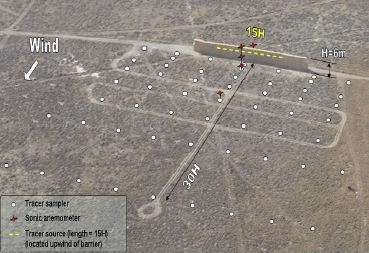 15H
Wind
H=6m
30H
Tracer sampler
Sonic anemometer
Tracer source (length = 15H)
(located upwind of barrier)